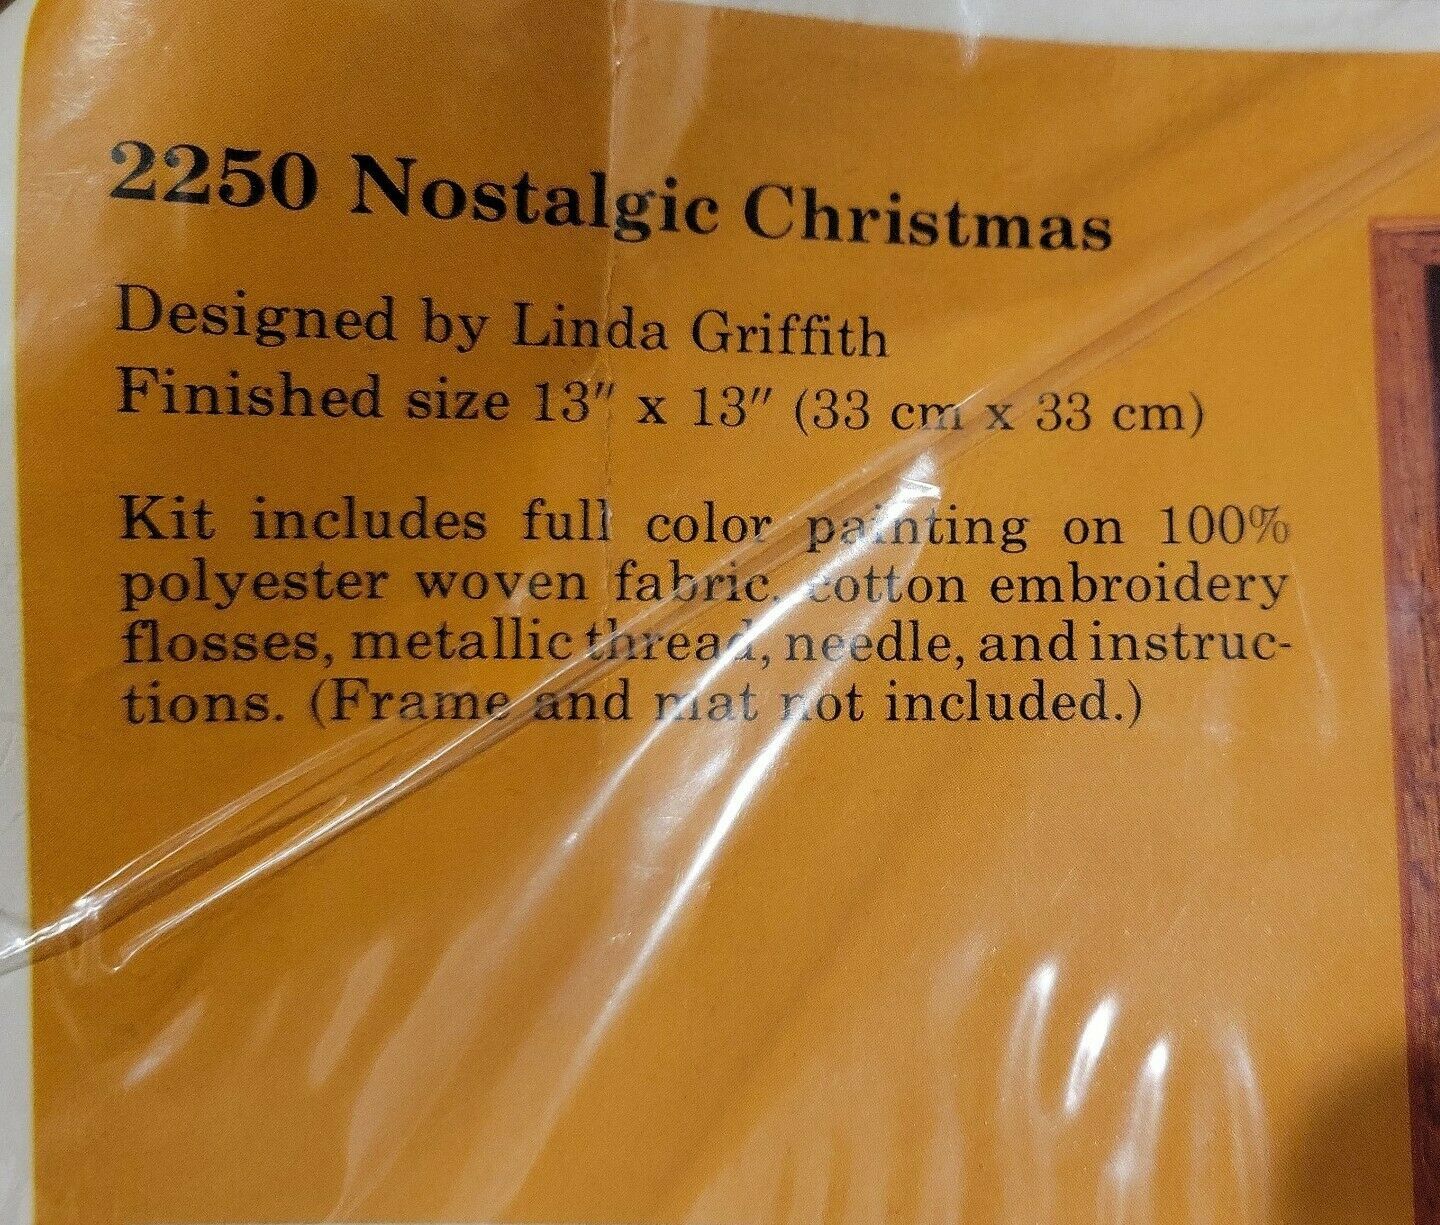 2250 Nostalgic Christmas
Designed by Linda Griffith
Finished size 13" x 13" (33 cm x 33 cm)
Kit includes full color painting on 100%
polyester woven fabric, cotton embroidery
flosses, metallic thread, needle, and instruc-
tions. (Frame and mat not included.)